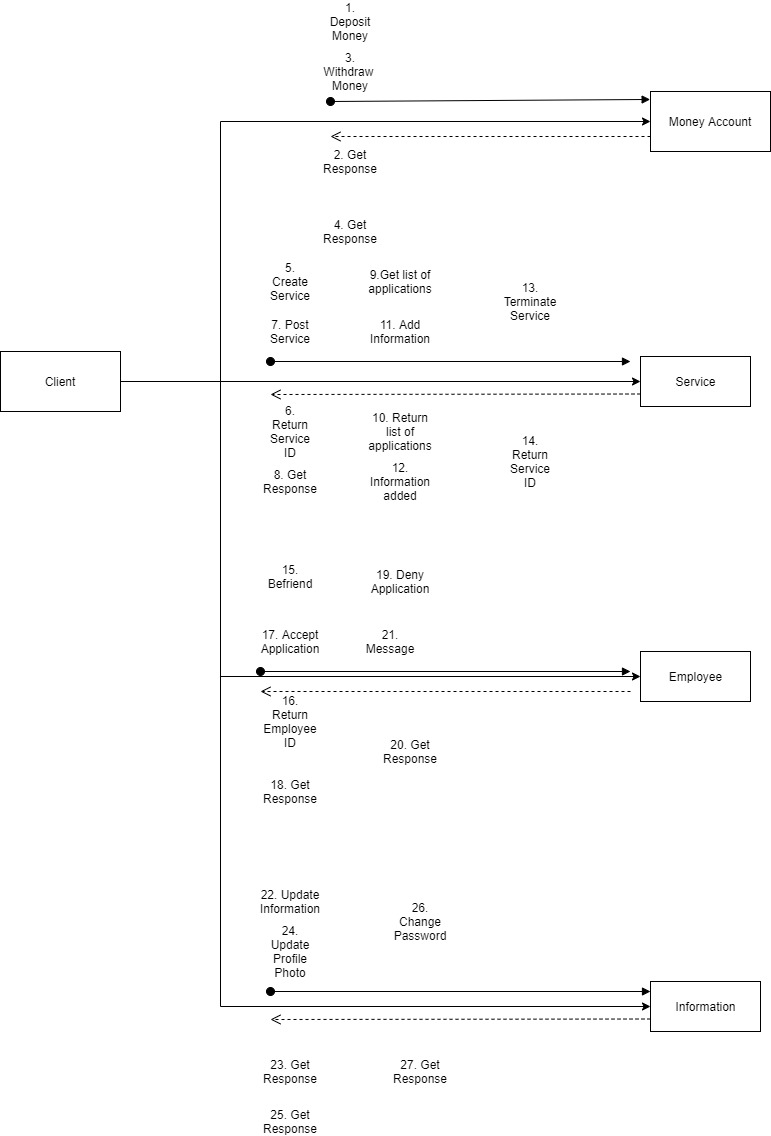 1.
Deposit
Money
3.
Withdraw
Money
Money Account
2. Get
Response
4. Get
Response
5.
Create
Service
9.Get list of
applications
13.
Terminate
Service
7. Post
Service
11. Add
Information
Client
Service
6.
Return
Service
ID
10. Return
list of
applications
14.
Return
Service
ID
8. Get
Response
12.
Information
added
15.
Befriend
19. Deny
Application
17. Accept
Application
21.
Message
Employee
16.
Return
Employee
ID
20. Get
Response
18. Get
Response
22. Update
Information
26.
Change
Password
24.
Update
Profile
Photo
Information
23. Get
Response
27. Get
Response
25. Get
Response